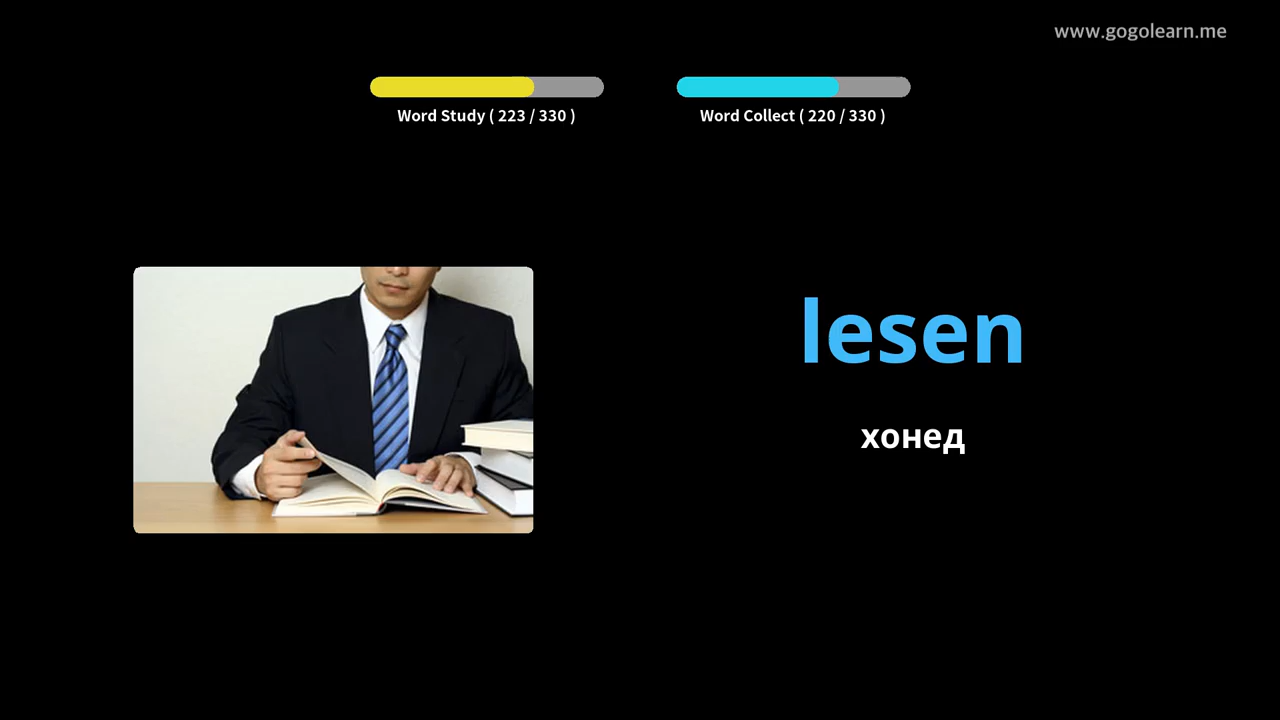 www.gogolearn.me
Word Study ( 223 / 330 )
Word Collect ( 220 / 330 )
lesen
хонед